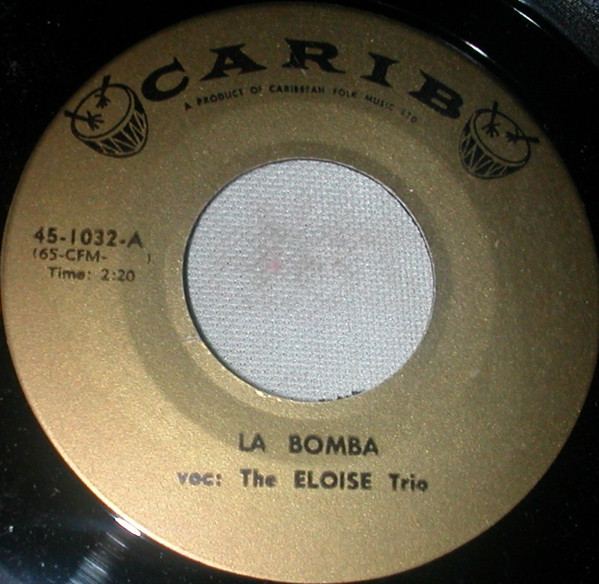 CARIB
A PRODUCT OF CARIBBEAN FOLK MUSIC LTD
45-1032-A
(65-CFM- )
Time: 2:20
LA BOMBA
voc: The ELOISE Trio